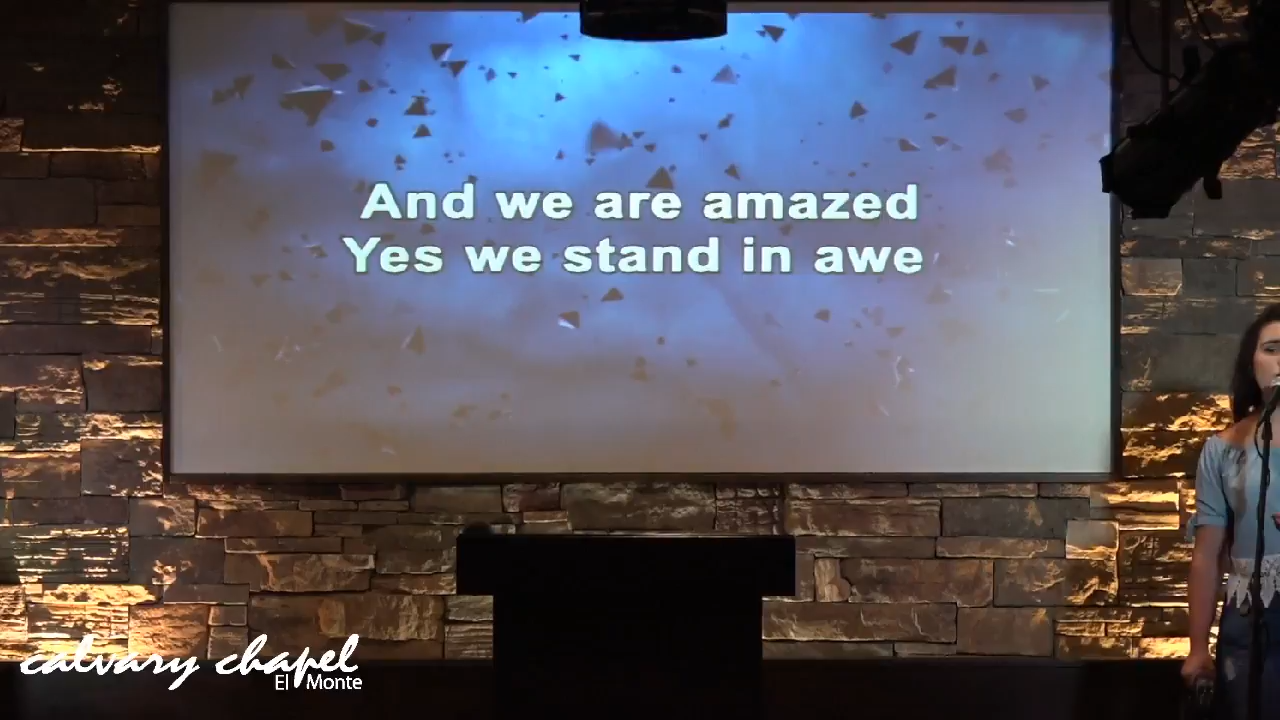 And we are amazed
Yes we stand in awe
calvary chapel
El Monte